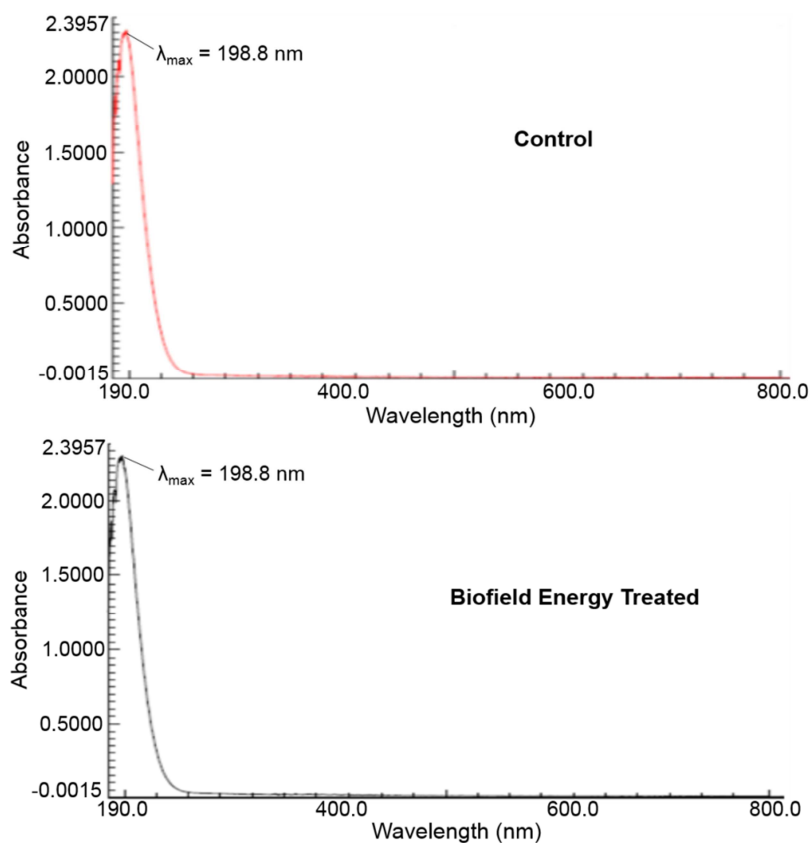 2.3957
λmax = 198.8 nm
2.0000
Control
1.5000
Absorbance
1.0000
0.5000
-0.0015
190.0 400.0 600.0 800.0
Wavelength (nm)
2.3957
λmax = 198.8 nm
2.0000
1.5000
Biofield Energy Treated
Absorbance
1.0000
0.5000
-0.0015
190.0 400.0 600.0 800.0
Wavelength (nm)